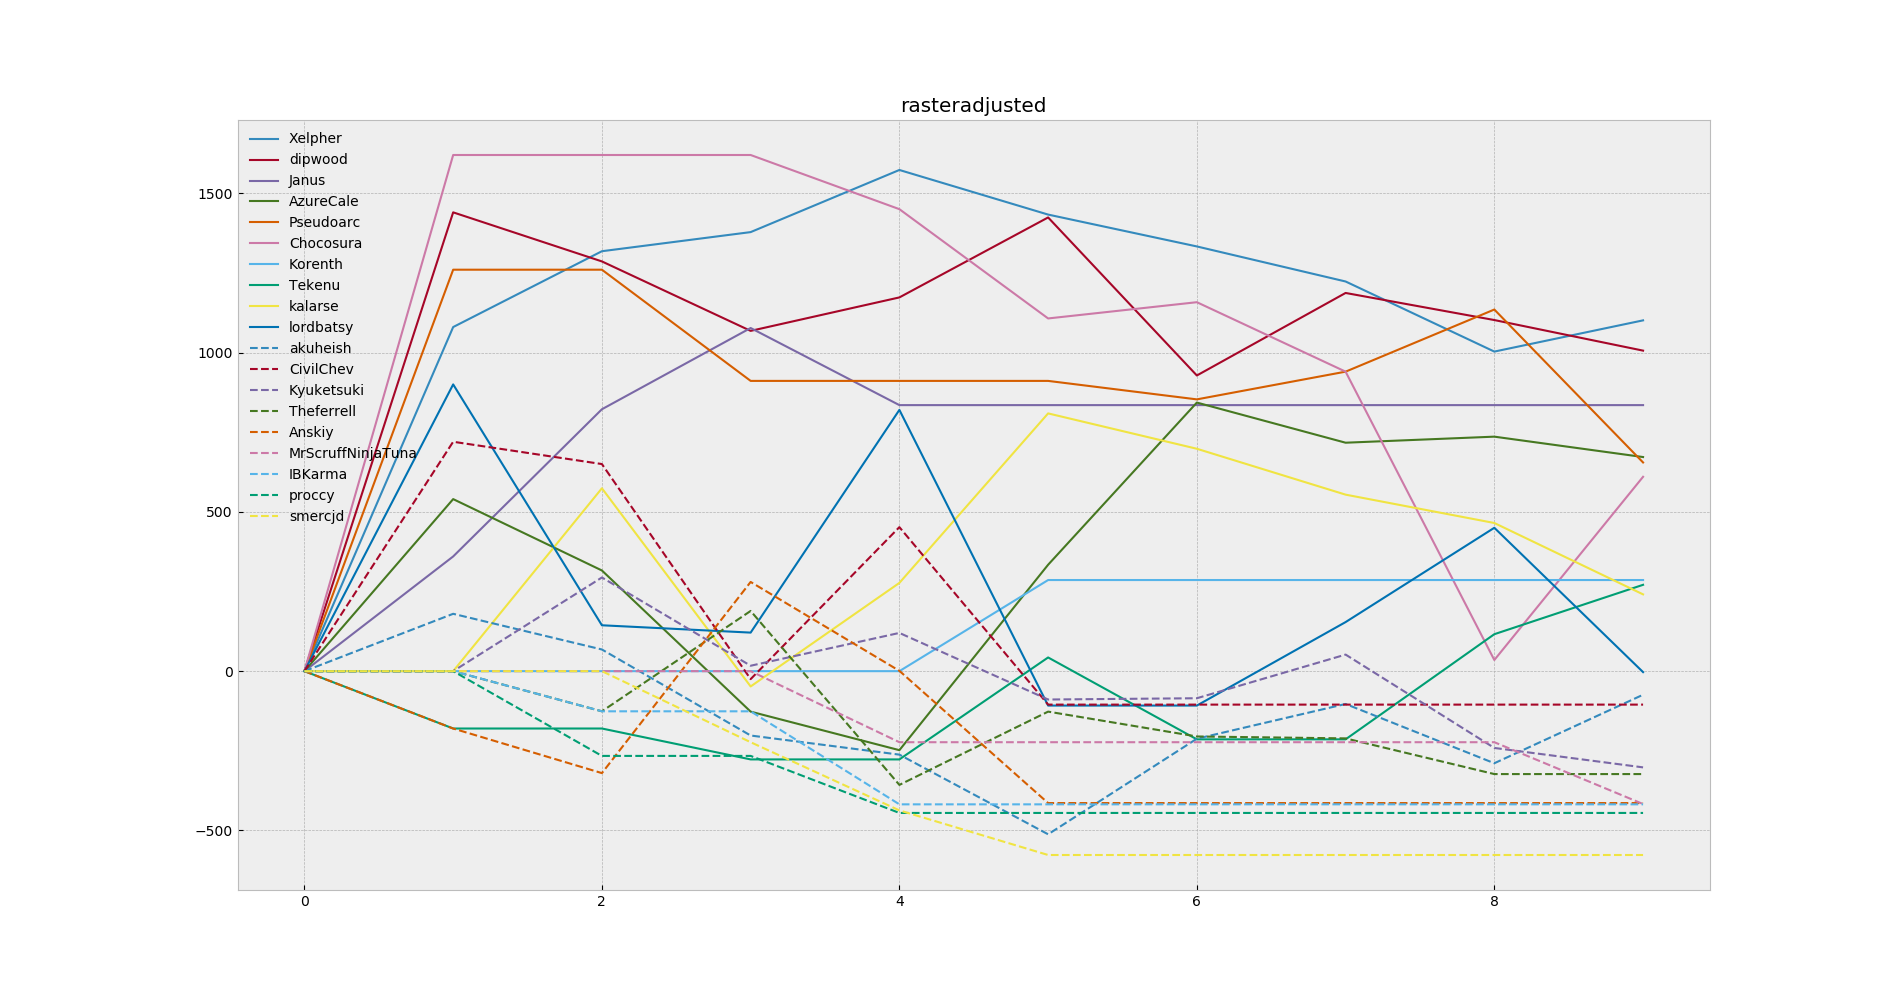 rasteradjusted
Xelpher
dipwood
Janus
AzureCale
Pseudoarc
Chocosura
Korenth
Tekenu
kalarse
lordbatsy
akuheish
CivilChev
Kyuketsuki
Theferrell
Anskiy
MrScruffNinjaTuna
IBKarma
proccy
smercjd
1500
1000
500
0
−500
0 2 4 6 8